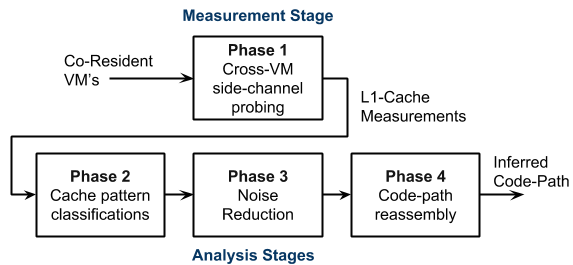 Measurement Stage
Co-Resident
VM's
Phase 1
Cross-VM
side-channel
probing
L1-Cache
Measurements
Phase 2
Cache pattern
classifications
Phase 3
Noise
Reduction
Phase 4
Code-path
reassembly
Inferred
Code-Path
Analysis Stages